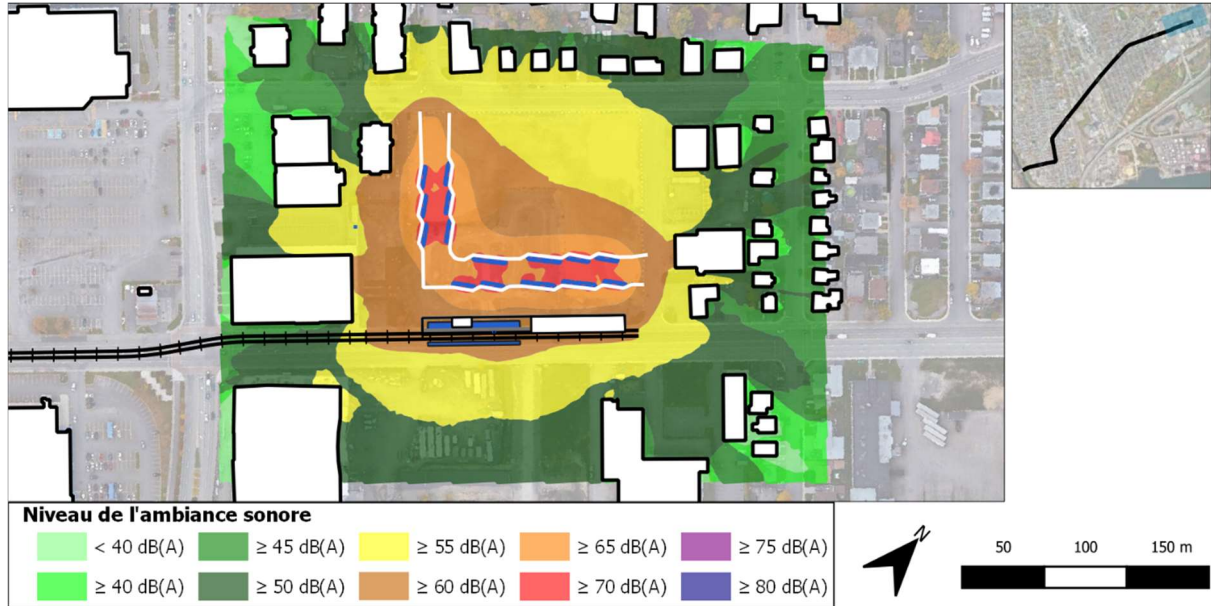 Niveau de l'ambiance sonore
< 40 dB(A) ≥ 45 dB(A) ≥ 55 dB(A) ≥ 65 dB(A) ≥ 75 dB(A)
≥ 40 dB(A) ≥ 50 dB(A) ≥ 60 dB(A) ≥ 70 dB(A) ≥ 80 dB(A)
N
50 100 150 m